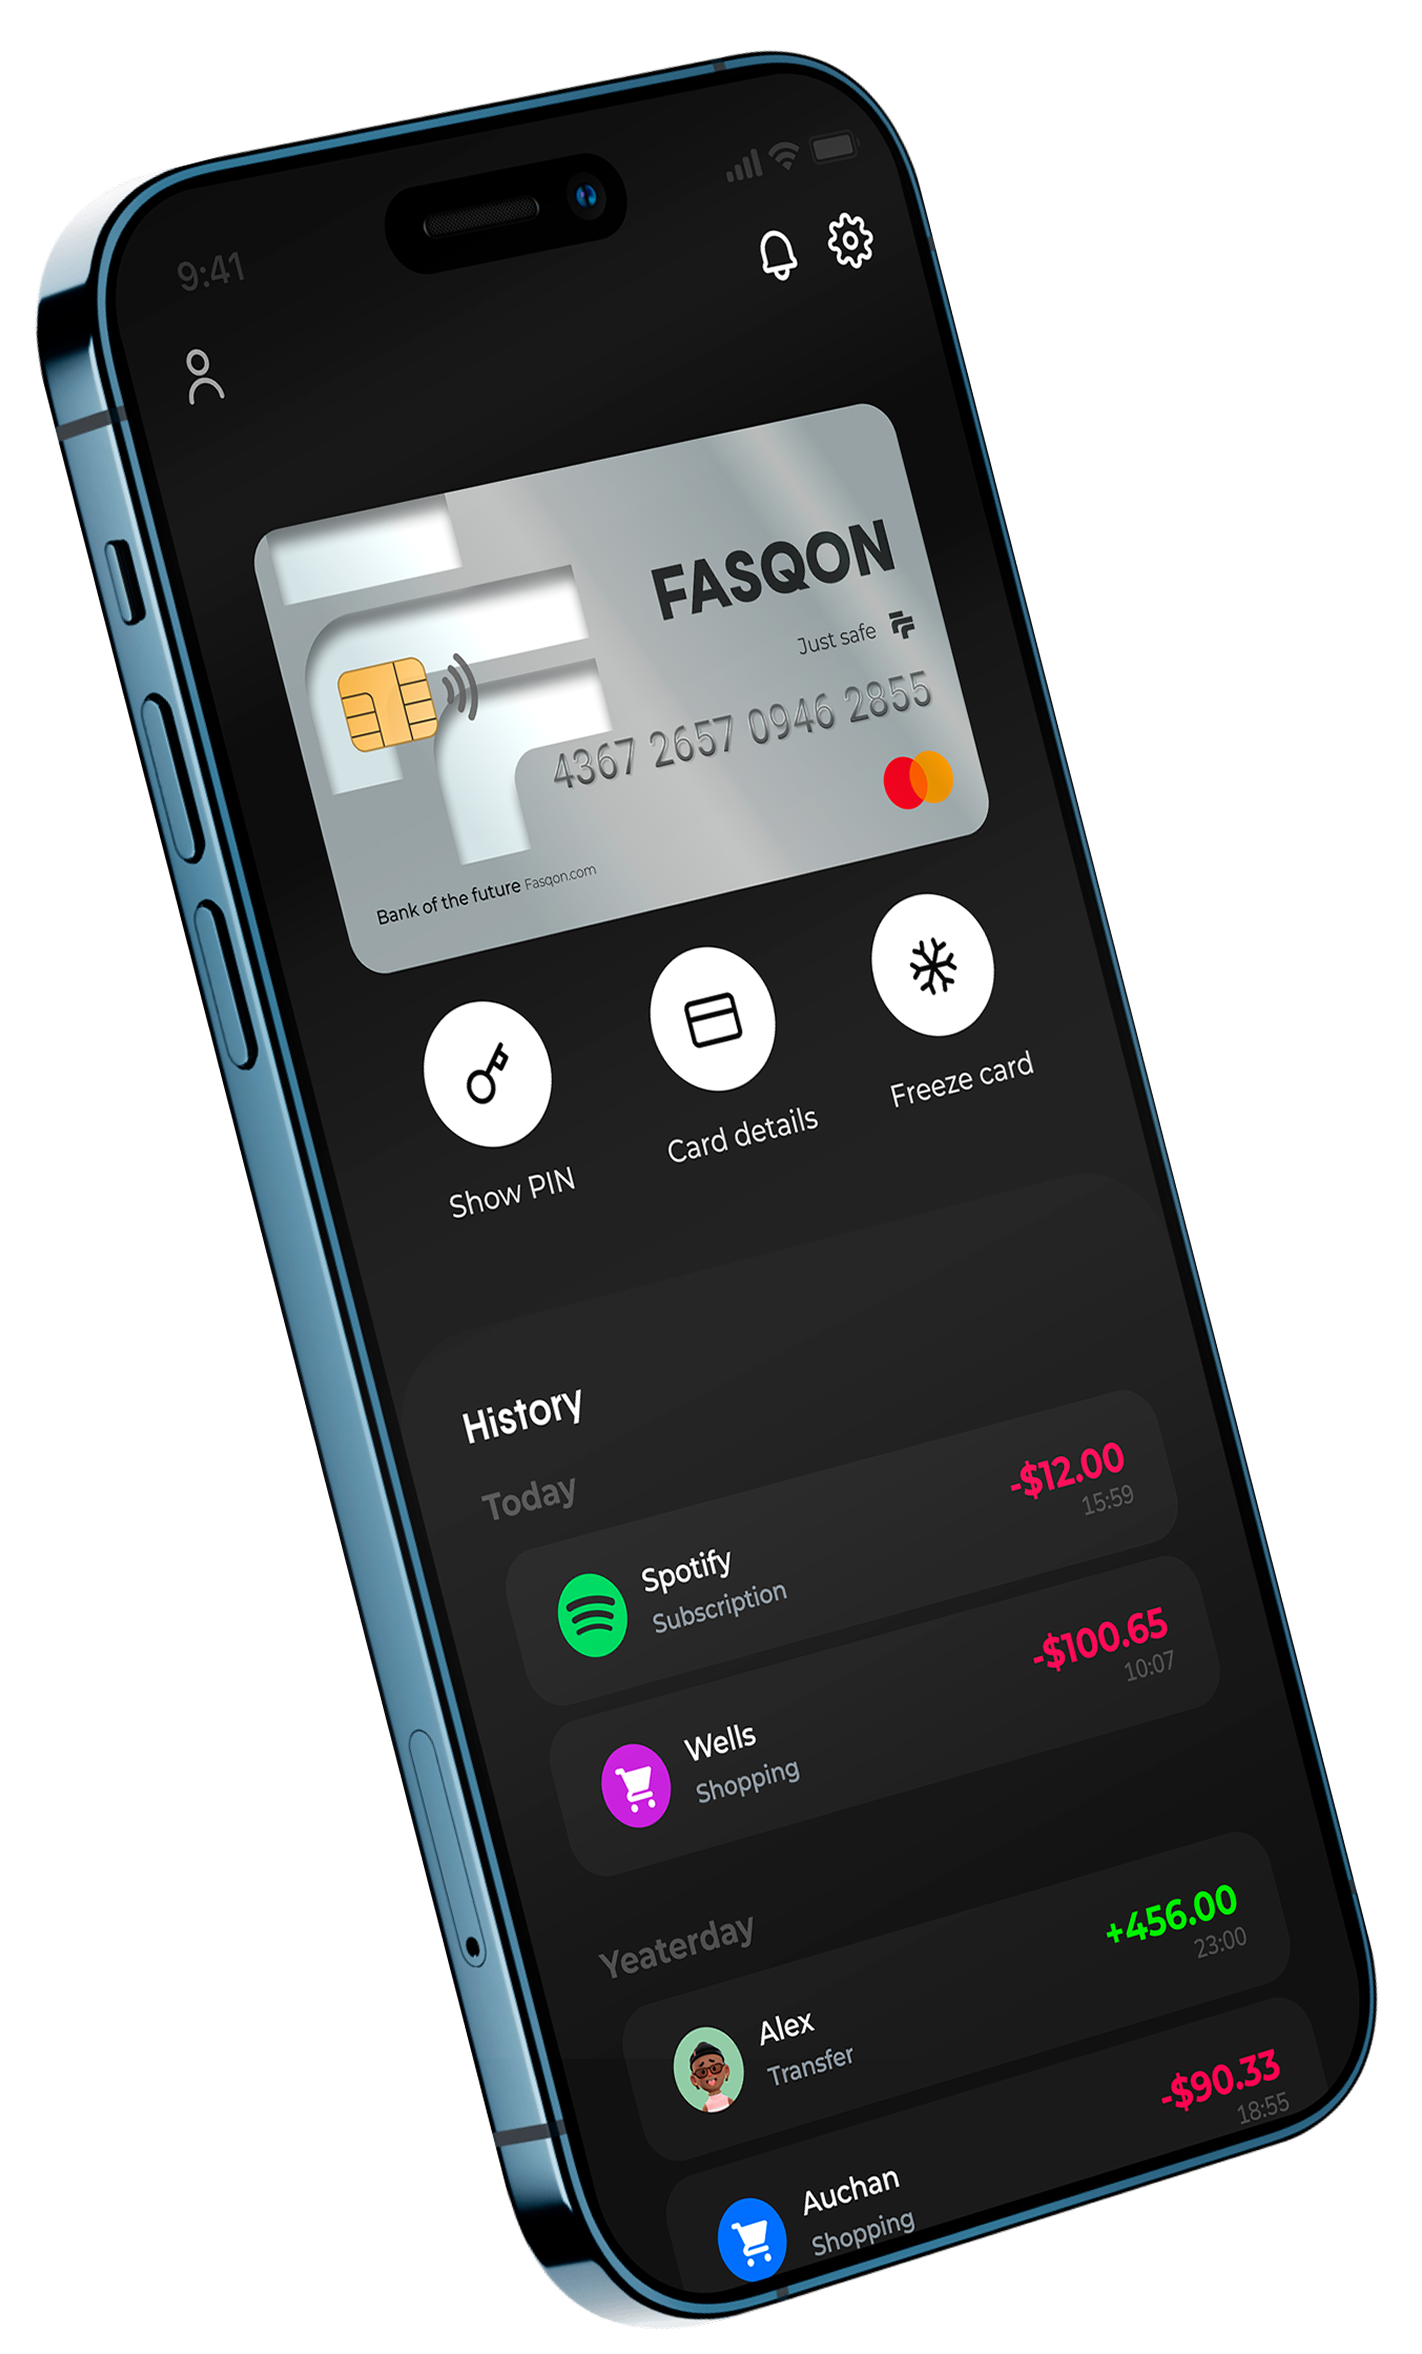 9:41
FASQON
Just safe
4367 2657 0946 2855
Bank of the future Fasqon.com
Show PIN
Card details
Freeze card
History
Today
Spotify
-$12.00
Subscription
15:59
Wells
-$100.65
Shopping
10:07
Yeaterday
Alex
+456.00
Transfer
23:00
Auchan
-$90.33
Shopping
18:55